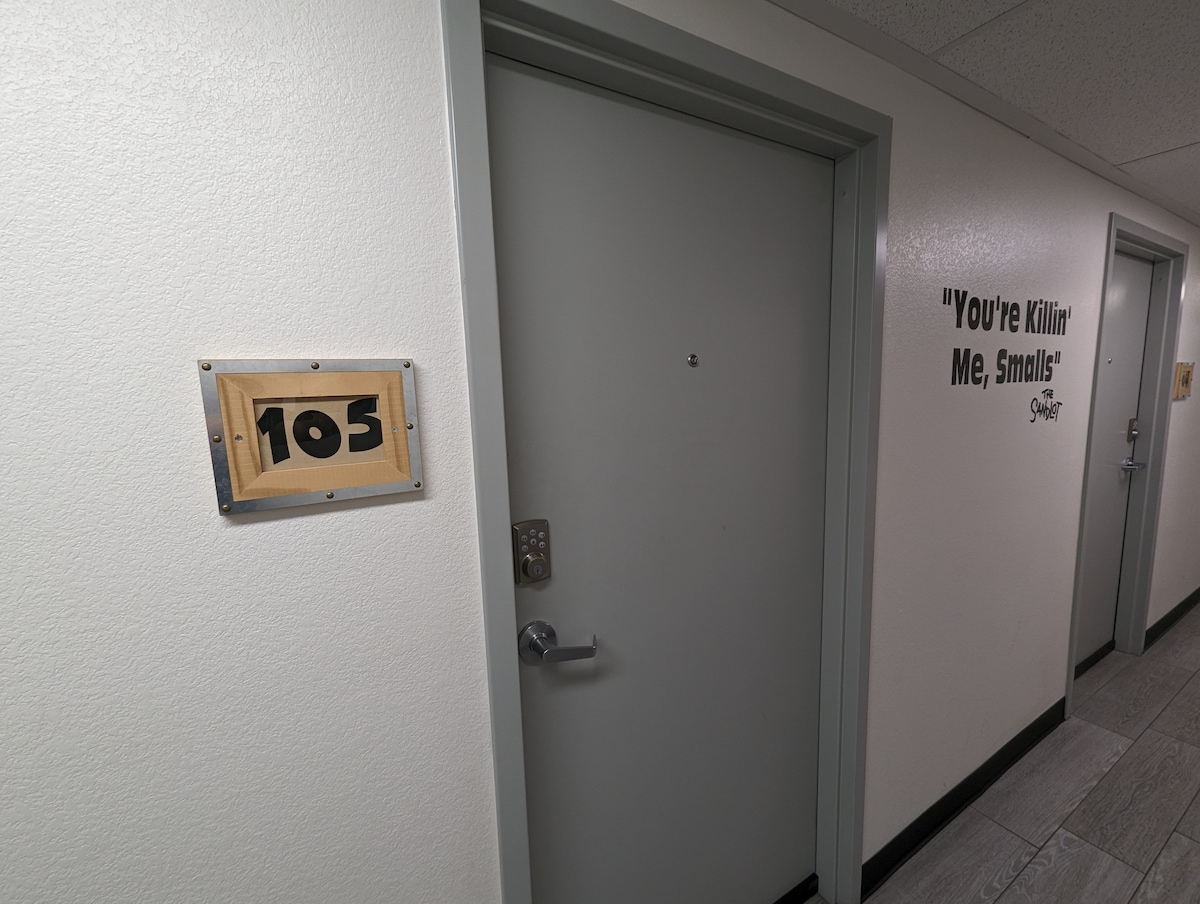 105
"You're Killin'
Me, Smalls"
THE
SANDLOT